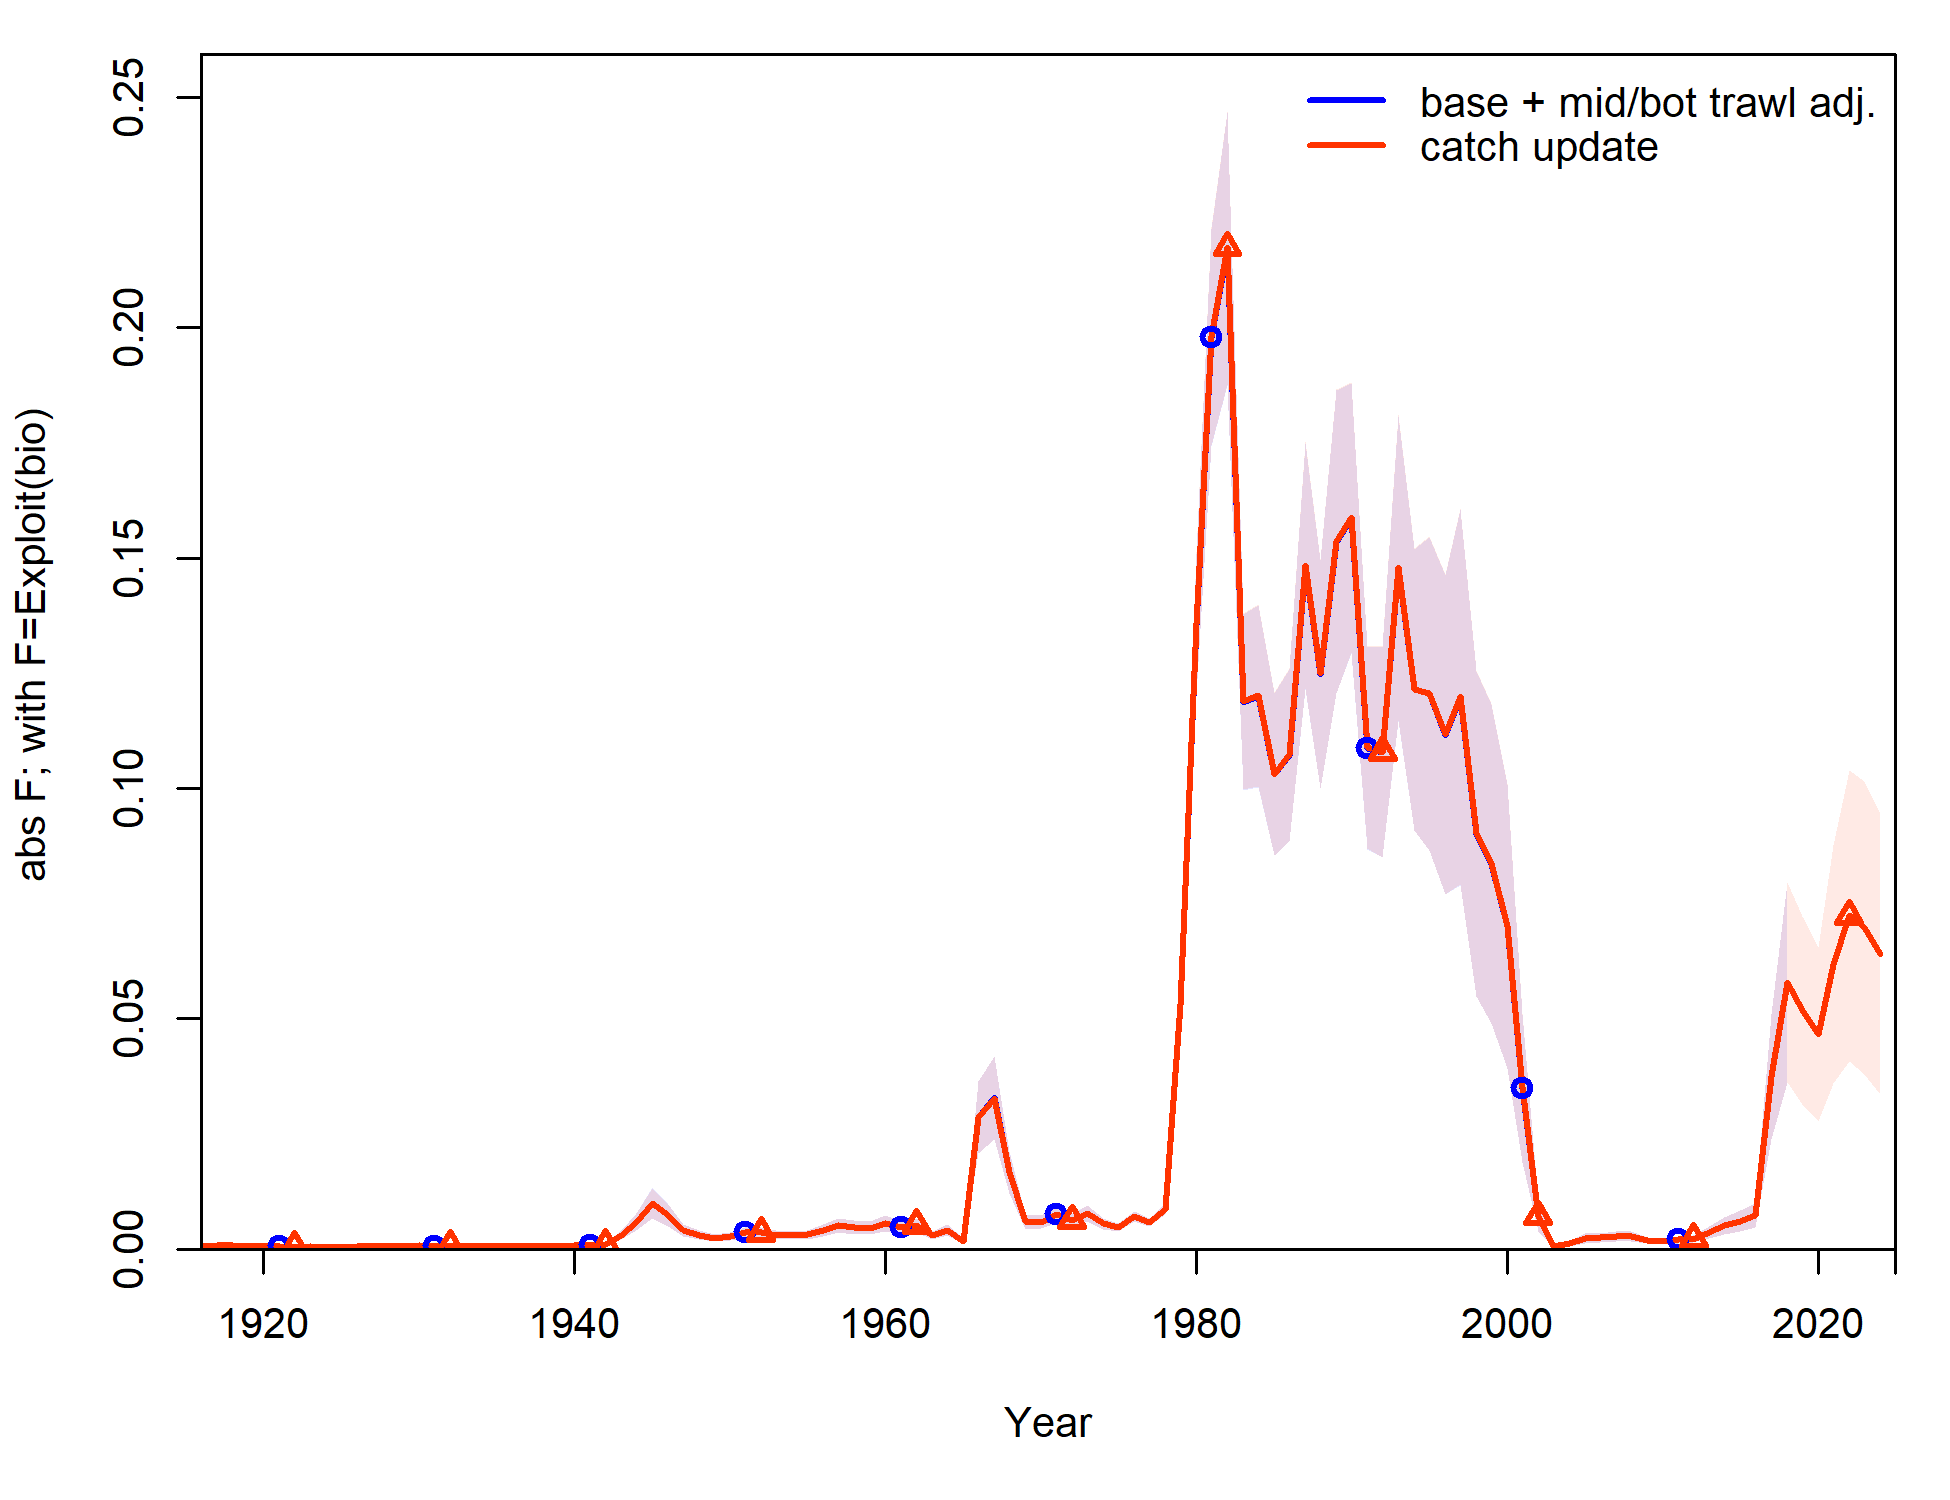 base + mid/bot trawl adj.
catch update
abs F; with F=Exploit(bio)
0.25
0.20
0.15
0.10
0.05
0.00
1920 1940 1960 1980 2000 2020
Year